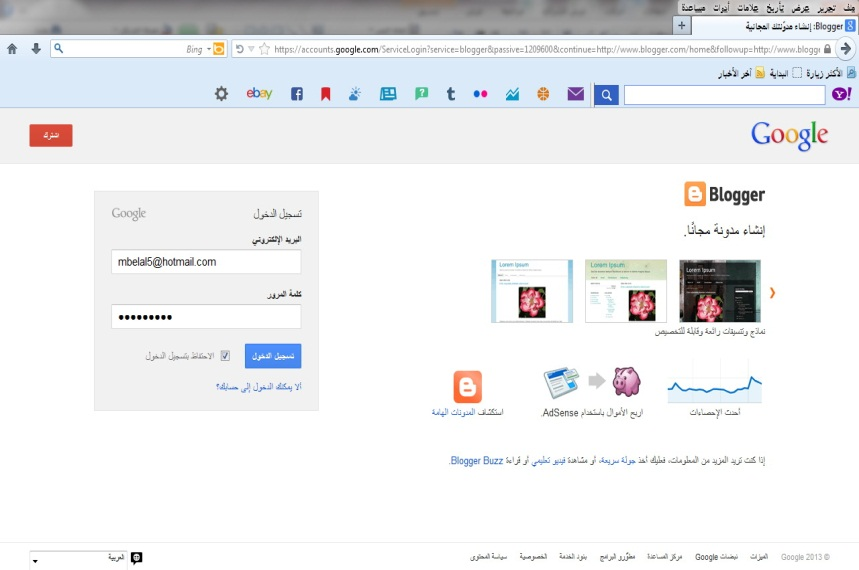 ملف تحرير عرض تأريخ علامات أدوات مساعدة
Blogger: إنشاء مدوّنتك المجانية
https://accounts.google.com/ServiceLogin?service=blogger&passive=1209600&continue=http://www.blogger.com/home&followup=http://www.blogge
Bing
الأكثر زيارة البداية آخر الأخبار
Y!
ebay
Google
اشترك
Blogger
إنشاء مدونة مجانًا.
Lorem Ipsum
Lorem Ipsum
Lorem Ipsum
نماذج وتنسيقات رائعة وقابلة للتخصيص
أحدث الإحصاءات
اربح الأموال باستخدام AdSense.
استكشاف المدونات الهامة
إذا كنت تريد المزيد من المعلومات، فعليك أخذ جولة سريعة، أو مشاهدة فيديو تعليمي أو قراءة Blogger Buzz.
تسجيل الدخول
Google
البريد الإلكتروني
mbelal5@hotmail.com
كلمة المرور
تسجيل الدخول
الاحتفاظ بتسجيل الدخول
ألا يمكنك الدخول إلى حسابك؟
Google 2013 ©
الميزات
نبضات Google
مركز المساعدة
مطوّرو البرامج
بنود الخدمة
الخصوصية
سياسة المحتوى
العربية